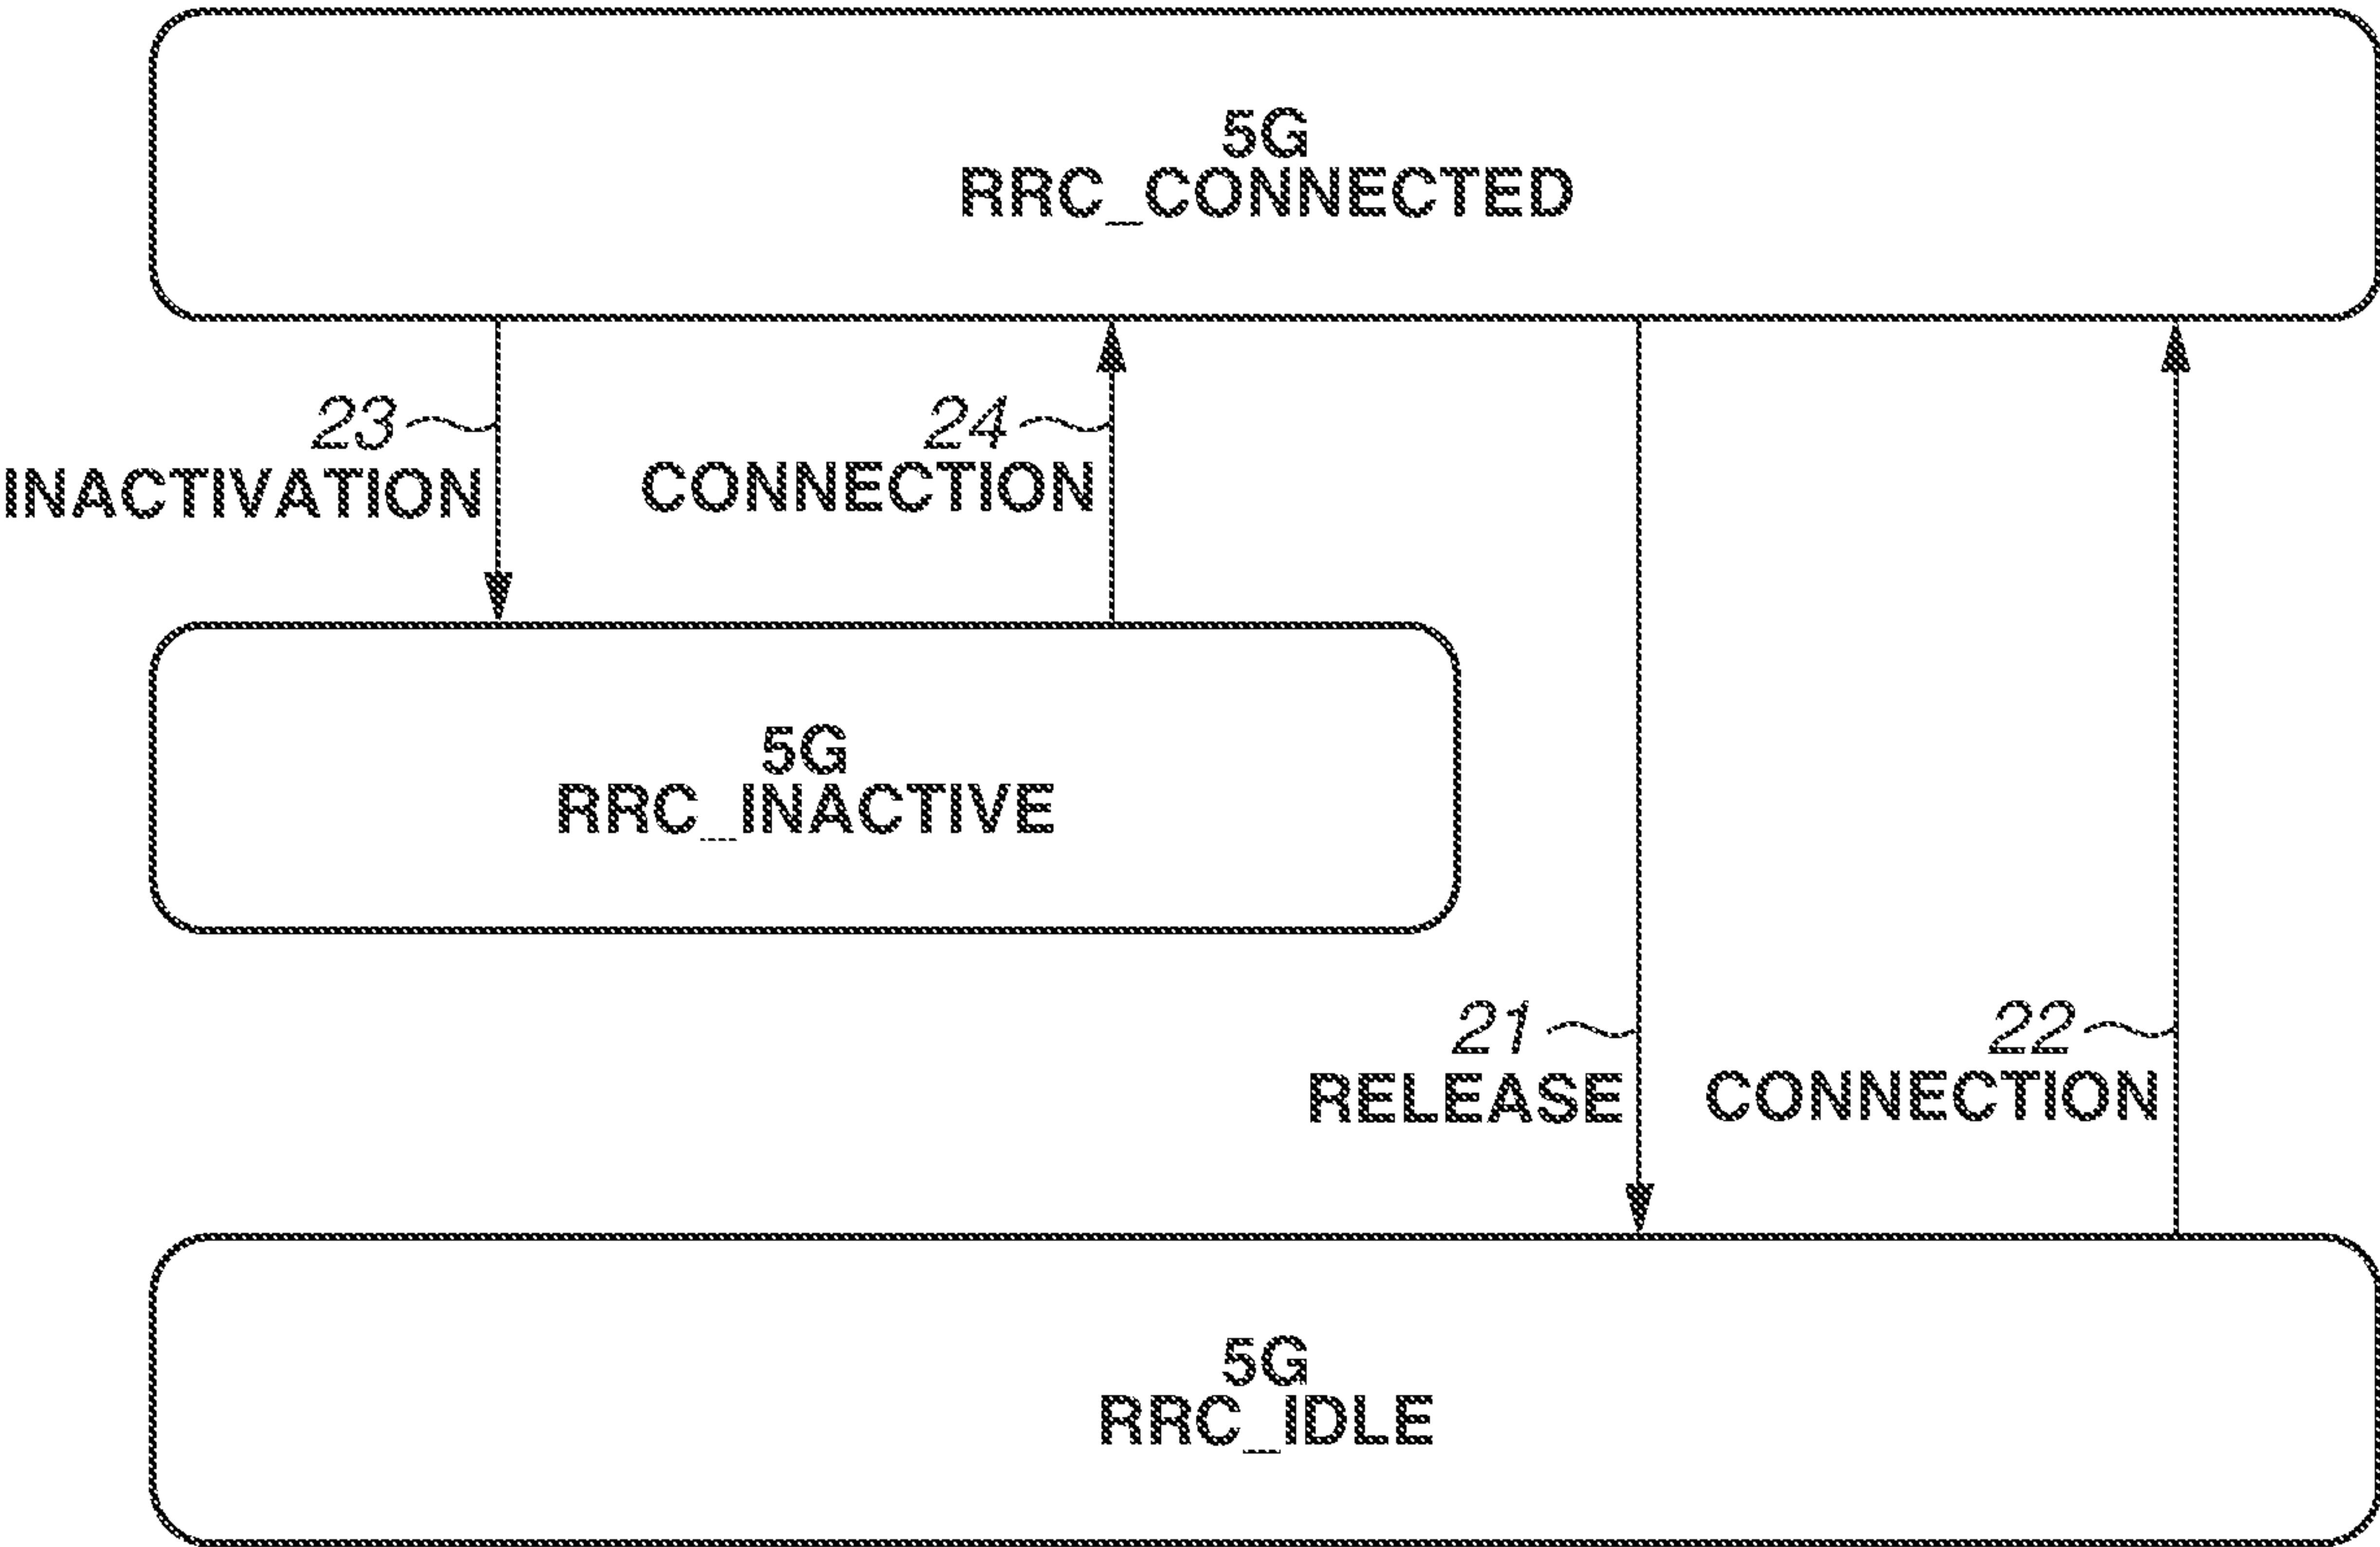 5G
RRC_CONNECTED
23
INACTIVATION
24
CONNECTION
5G
RRC_INACTIVE
21
RELEASE
22
CONNECTION
5G
RRC_IDLE